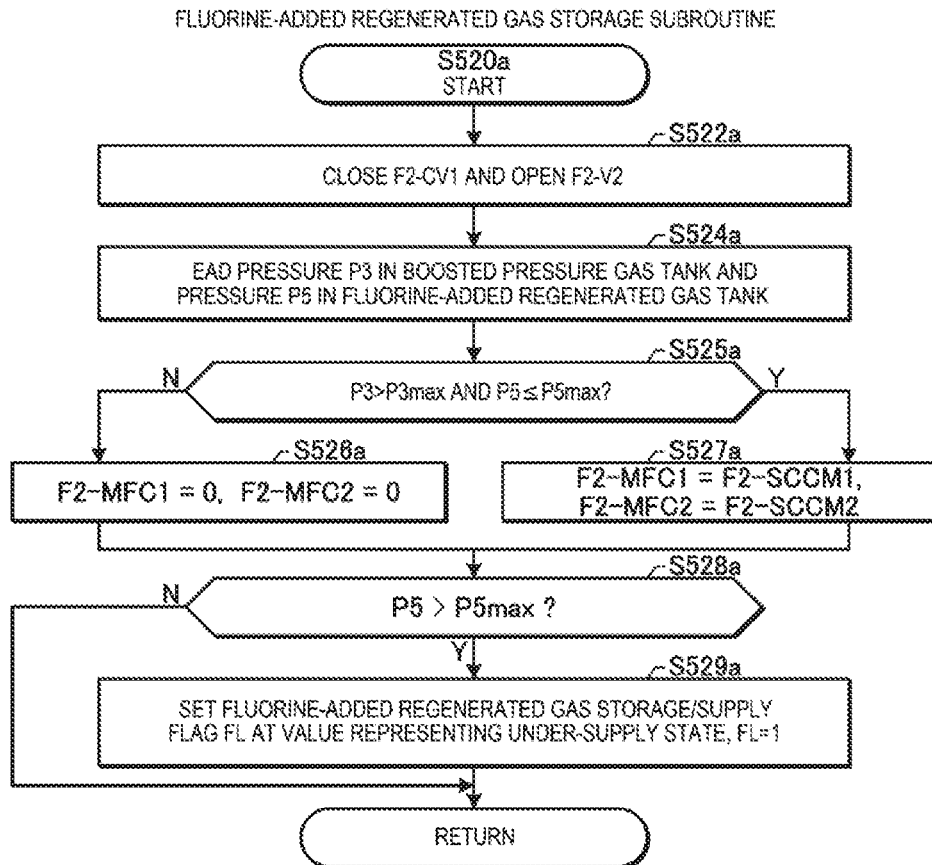 FLUORINE-ADDED REGENERATED GAS STORAGE SUBROUTINE
S520a
START
S522a
CLOSE F2-CV1 AND OPEN F2-V2
S524a
EAD PRESSURE P3 IN BOOSTED PRESSURE GAS TANK AND
PRESSURE P5 IN FLUORINE-ADDED REGENERATED GAS TANK
S525a
N
P3>P3max AND P5≤P5max?
Y
S526a
F2-MFC1 = 0, F2-MFC2 = 0
S527a
F2-MFC1 = F2-SCCM1,
F2-MFC2 = F2-SCCM2
S528a
N
P5 > P5max ?
Y
S529a
SET FLUORINE-ADDED REGENERATED GAS STORAGE/SUPPLY
FLAG FL AT VALUE REPRESENTING UNDER-SUPPLY STATE, FL=1
RETURN